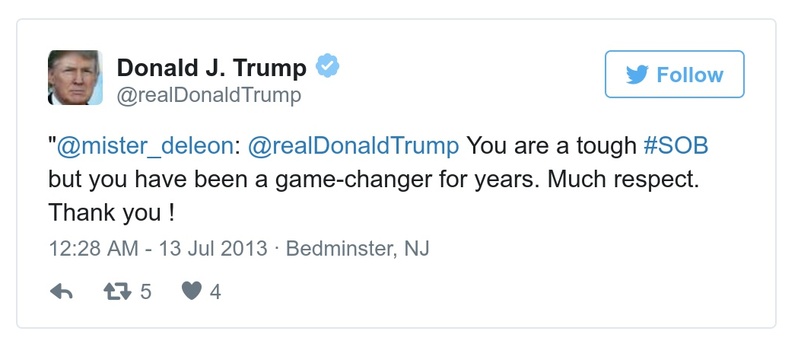 Donald J. Trump
@realDonaldTrump
Follow
"@mister_deleon: @realDonaldTrump You are a tough #SOB
but you have been a game-changer for years. Much respect.
Thank you !
12:28 AM - 13 Jul 2013 · Bedminster, NJ
5 4